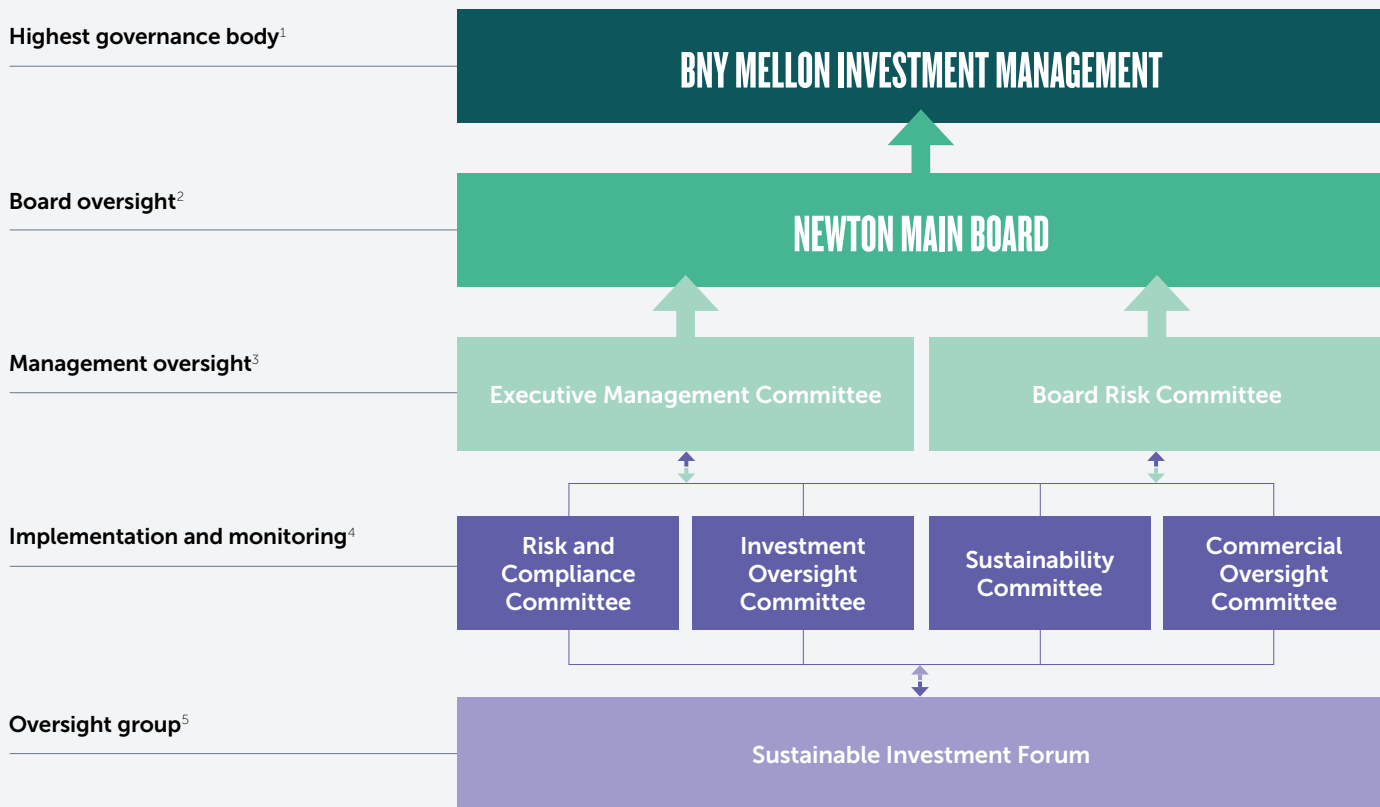 Highest governance body1
BNY MELLON INVESTMENT MANAGEMENT
Board oversight2
NEWTON MAIN BOARD
Management oversight3
Executive Management Committee
Board Risk Committee
Implementation and monitoring4
Risk and
Compliance
Committee
Investment
Oversight
Committee
Sustainability
Committee
Commercial
Oversight
Committee
Oversight group5
Sustainable Investment Forum